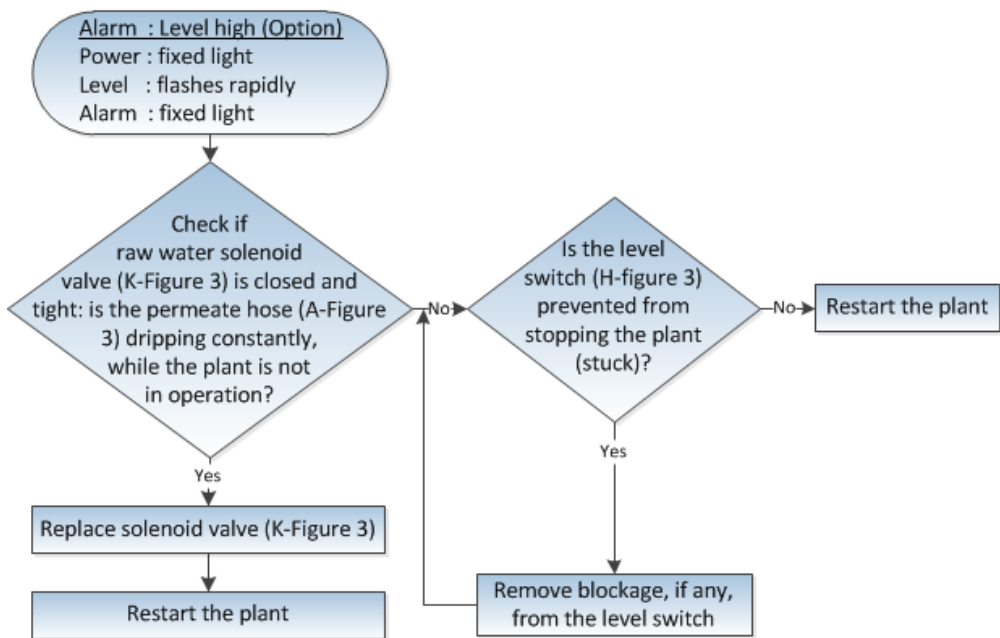 Alarm : Level high (Option)
Power : fixed light
Level : flashes rapidly
Alarm : fixed light
Check if
raw water solenoid
valve (K-Figure 3) is closed and
tight: is the permeate hose (A-Figure
3) dripping constantly,
while the plant is not
in operation?
No
Is the level
switch (H-figure 3)
prevented from
stopping the plant
(stuck)?
No
Restart the plant
Yes
Yes
Replace solenoid valve (K-Figure 3)
Remove blockage, if any,
from the level switch
Restart the plant